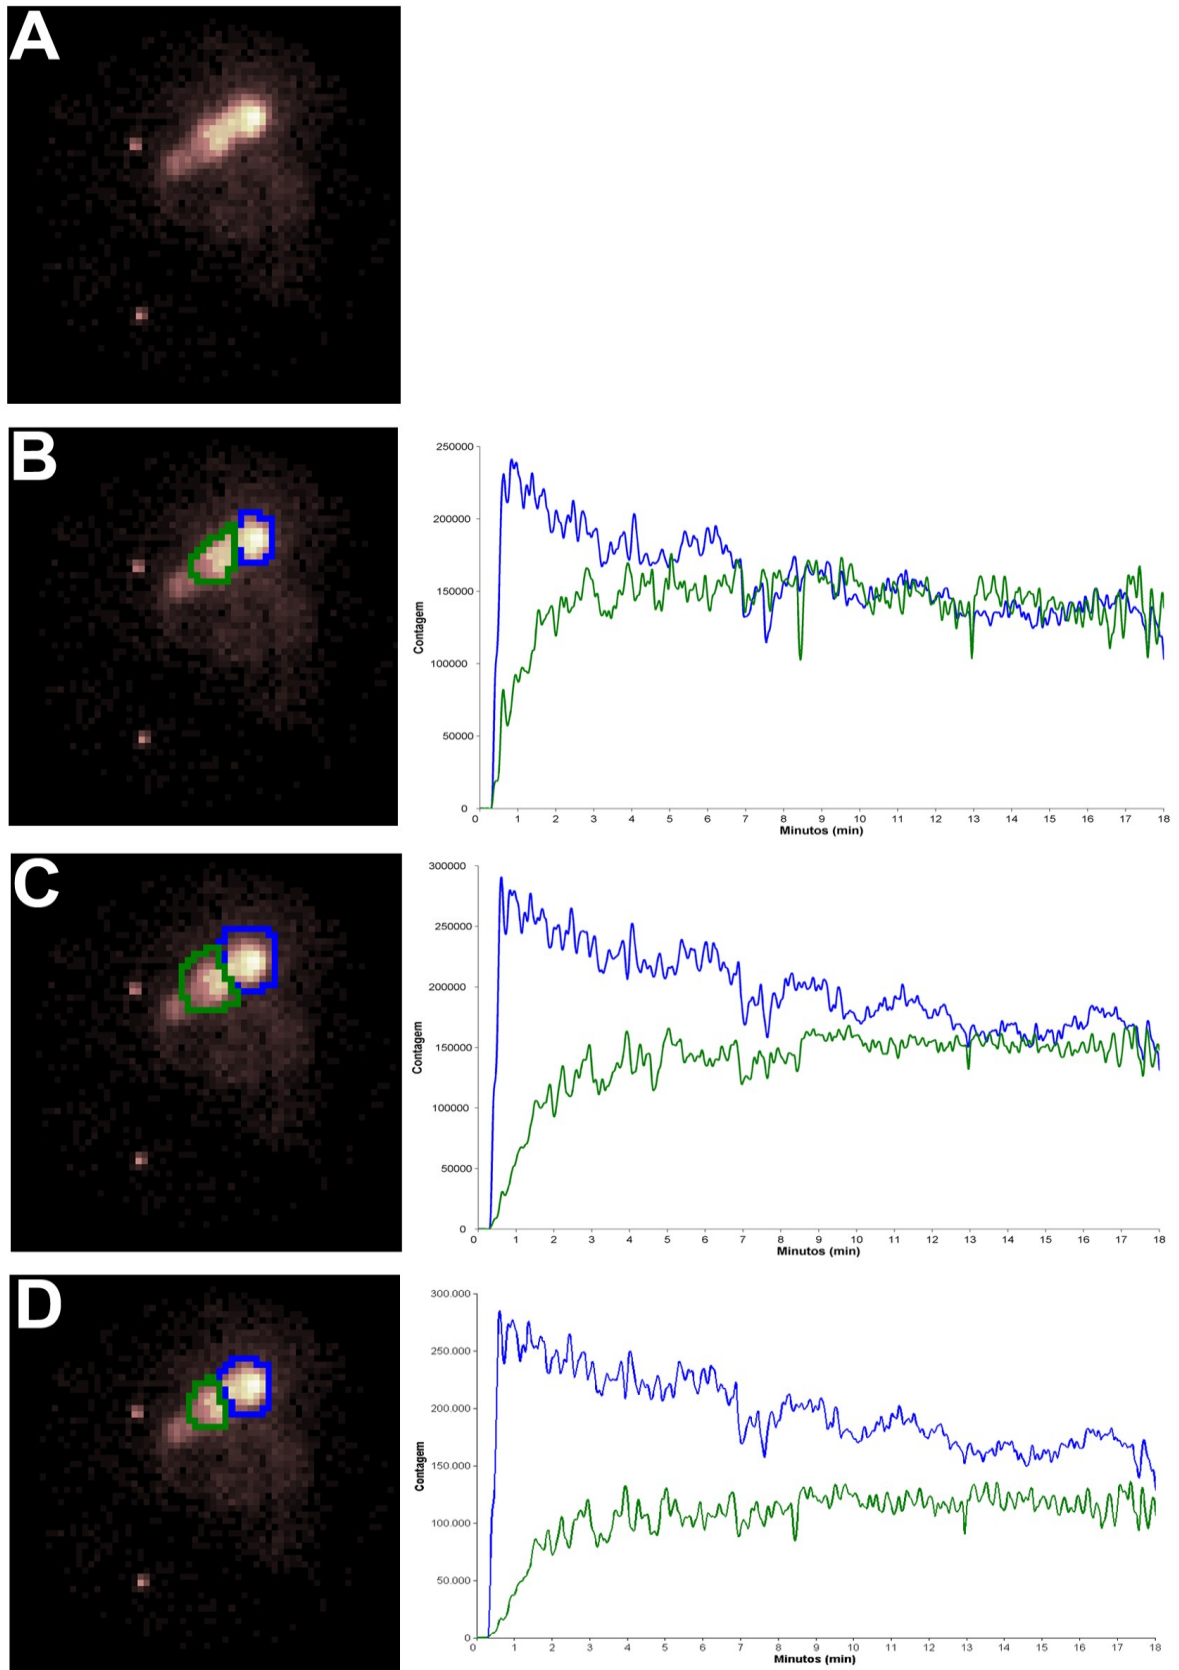 A
B
250000
200000
150000
100000
50000
0
Contagem
0 1 2 3 4 5 6 7 8 9 10 11 12 13 14 15 16 17 18
Minutos (min)
C
300000
250000
200000
150000
100000
50000
0
Contagem
0 1 2 3 4 5 6 7 8 9 10 11 12 13 14 15 16 17 18
Minutos (min)
D
300.000
250.000
200.000
150.000
100.000
50.000
0
Contagem
0 1 2 3 4 5 6 7 8 9 10 11 12 13 14 15 16 17 18
Minutos (min)